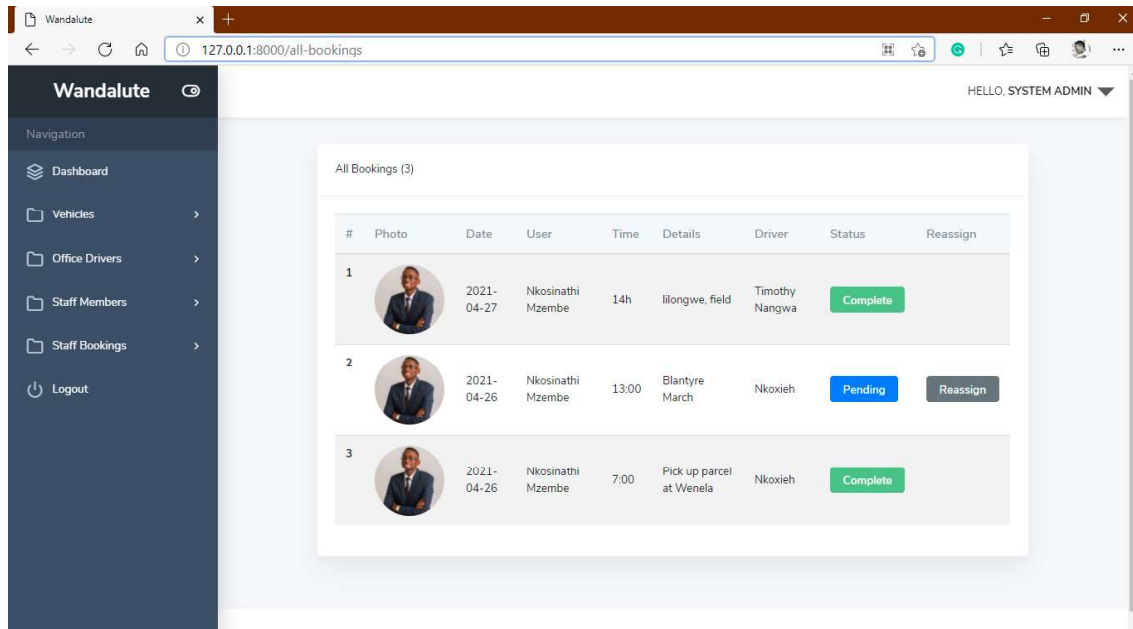 Wandalute
127.0.0.1:8000/all-bookings
Wandalute
HELLO, SYSTEM ADMIN
Navigation
Dashboard
Vehicles
Office Drivers
Staff Members
Staff Bookings
Logout
All Bookings (3)
# Photo Date User Time Details Driver Status Reassign
1
2021-
04-27
Nkosinathi
Mzembe
14h
lilongwe, field
Timothy
Nangwa
Complete
2
2021-
04-26
Nkosinathi
Mzembe
13:00
Blantyre
March
Nkoxieh
Pending
Reassign
3
2021-
04-26
Nkosinathi
Mzembe
7:00
Pick up parcel
at Wenela
Nkoxieh
Complete